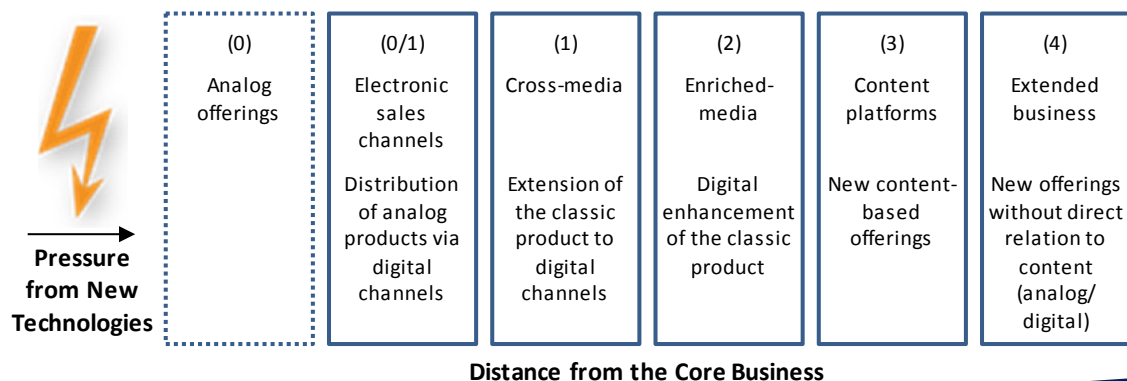 (0)
Analog
offerings
(0/1)
Electronic
sales
channels
Distribution
of analog
products via
digital
channels
(1)
Cross-media
Extension of
the classic
product to
digital
channels
(2)
Enriched-
media
Digital
enhancement
of the classic
product
(3)
Content
platforms
New content-
based
offerings
(4)
Extended
business
New offerings
without direct
relation to
content
(analog/
digital)
Pressure
from New
Technologies
Distance from the Core Business